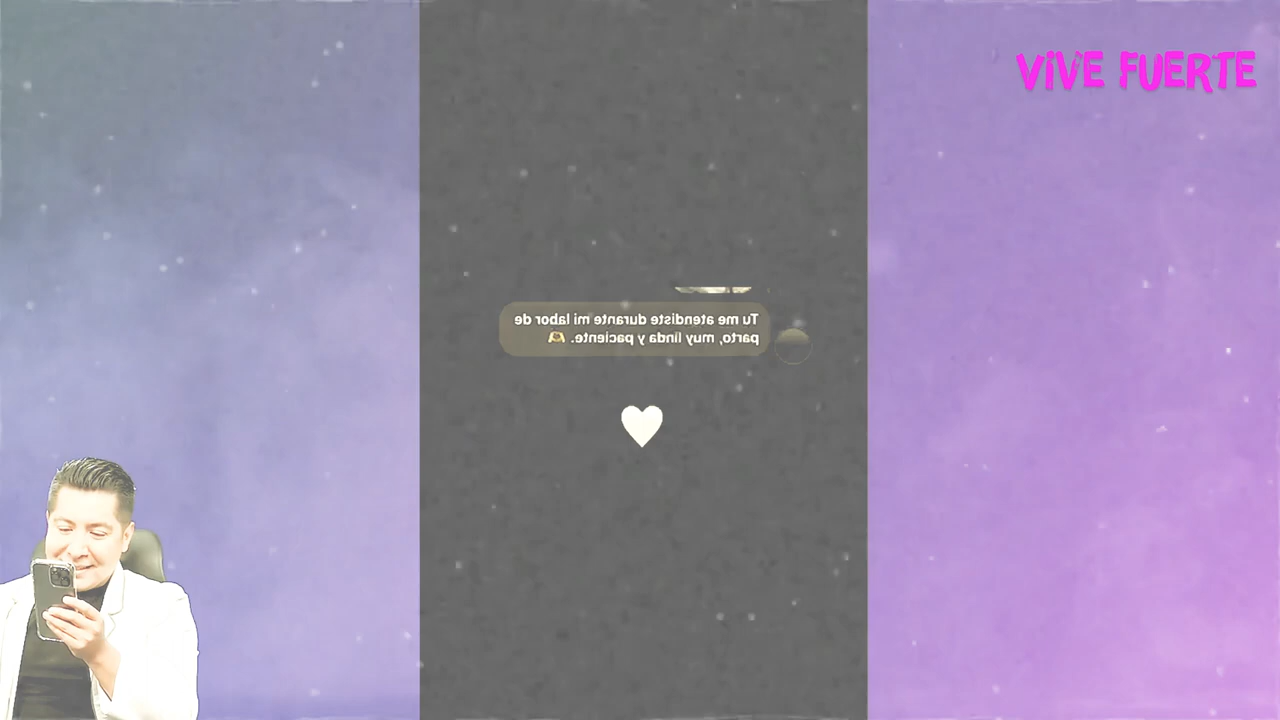 VIVE FUERTE
Tu me atendiste durante mi labor de
parto, muy linda y paciente. 🫶